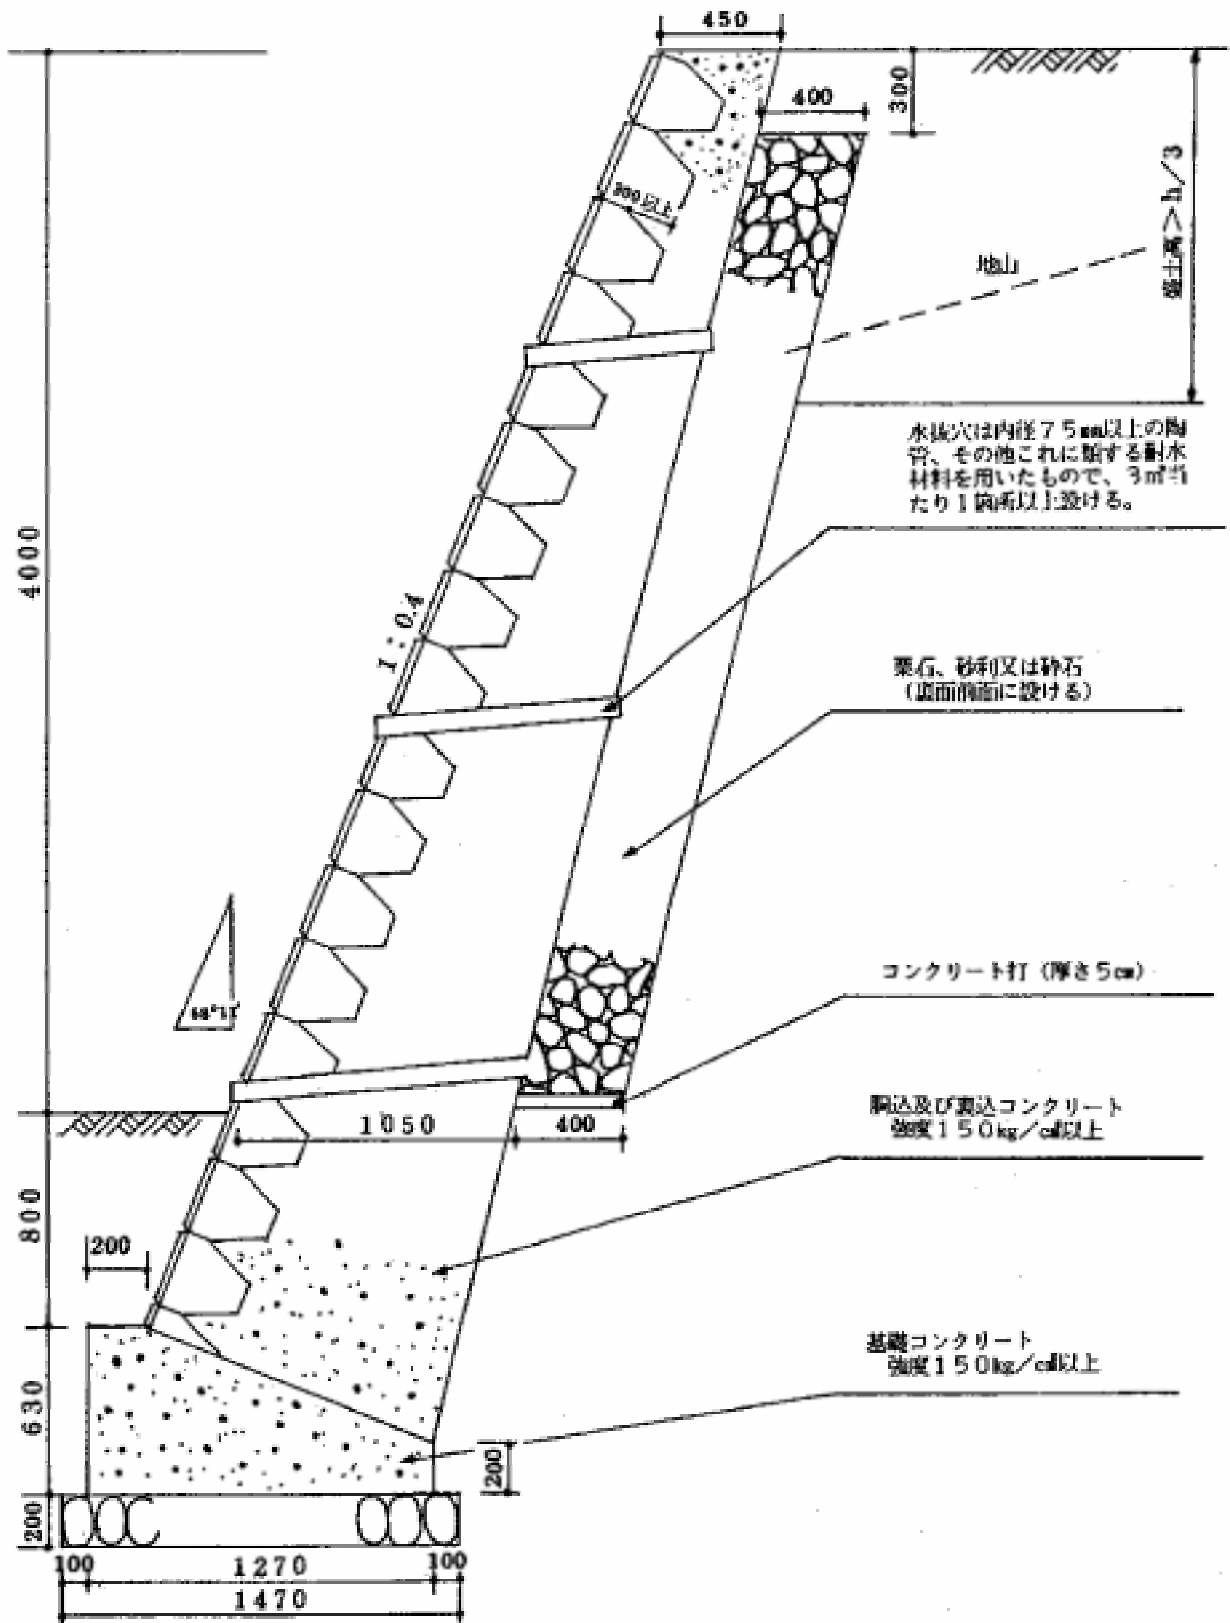 450
400
300
300以上
地山
盛土高>h/3
水抜穴は内径75mm以上の陶
管、その他これに類する耐水
材料を用いたもので、3㎡当
たり1箇所以上設ける。
4000
1:0.4
栗石、砂利又は砕石
(裏面前面に設ける)
コンクリート打(厚さ5cm)
1050
400
胴込及び裏込コンクリート
強度150kg/c㎡以上
800
200
基礎コンクリート
強度150kg/c㎡以上
630
200
200
100
1270
100
1470